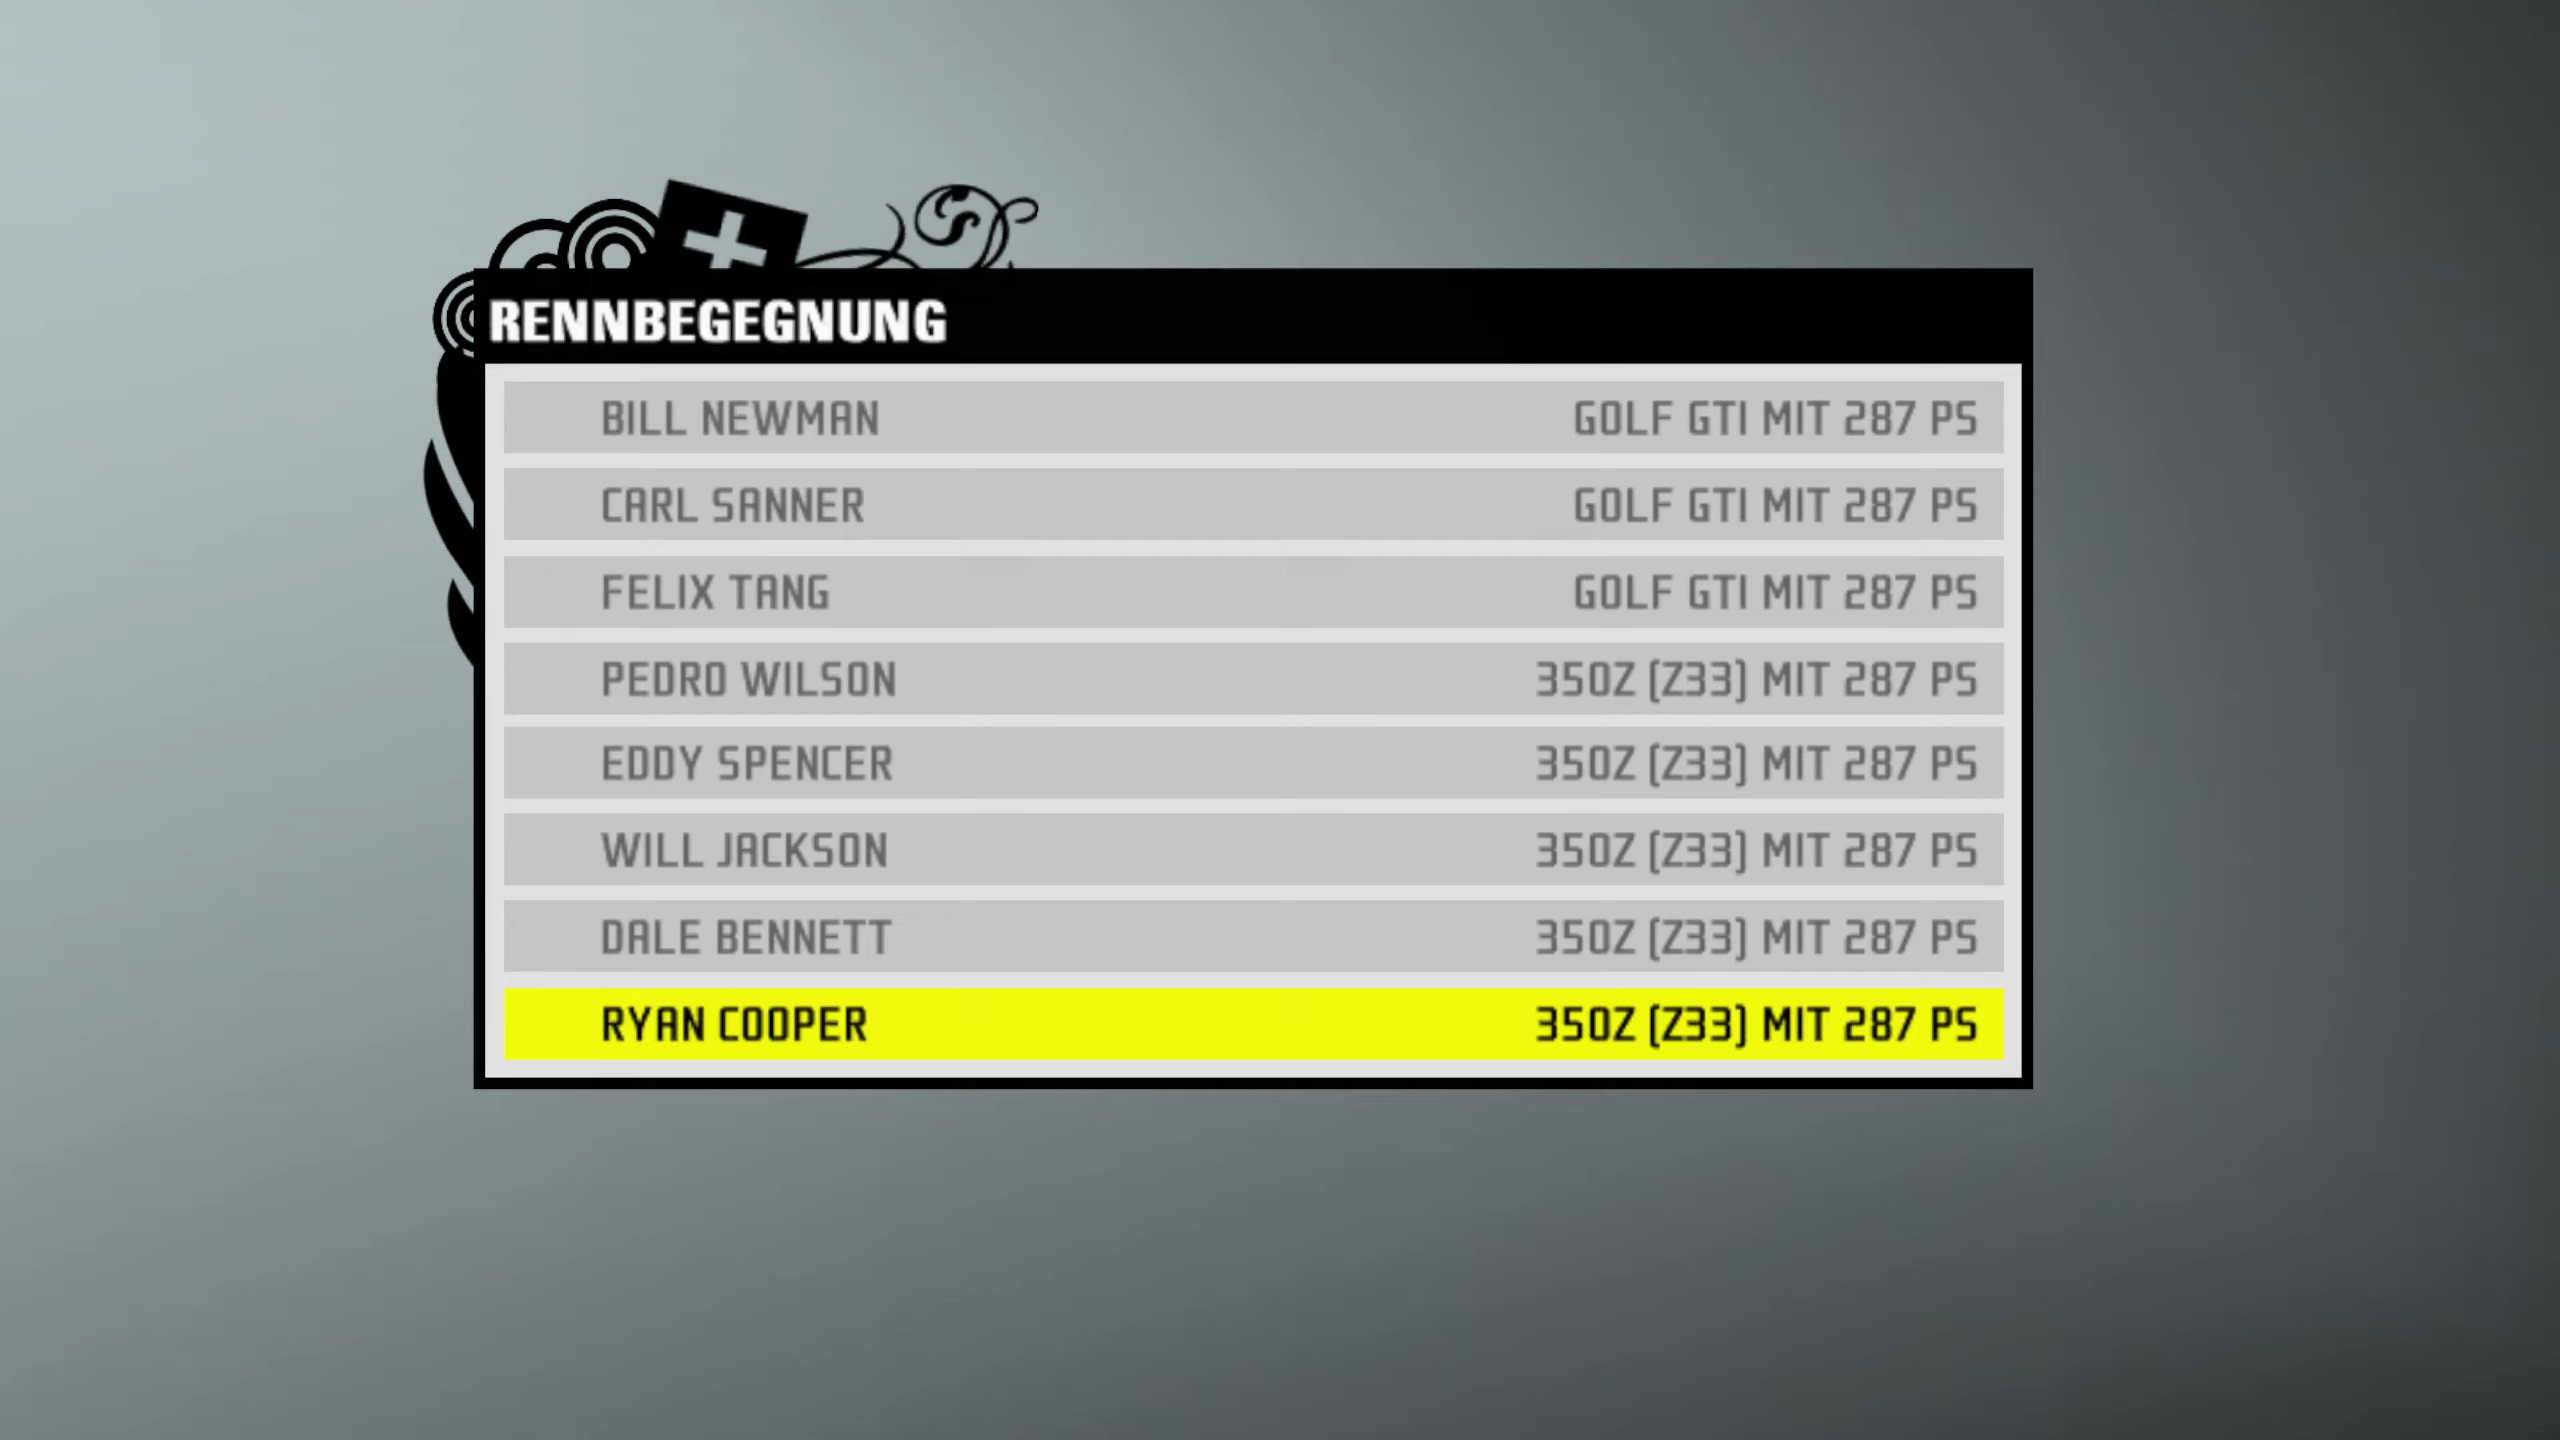 RENNBEGEGNUNG
BILL NEWMAN GOLF GTI MIT 287 PS
CARL SANNER GOLF GTI MIT 287 PS
FELIX TANG GOLF GTI MIT 287 PS
PEDRO WILSON 350Z (Z33) MIT 287 PS
EDDY SPENCER 350Z (Z33) MIT 287 PS
WILL JACKSON 350Z (Z33) MIT 287 PS
DALE BENNETT 350Z (Z33) MIT 287 PS
RYAN COOPER 350Z (Z33) MIT 287 PS